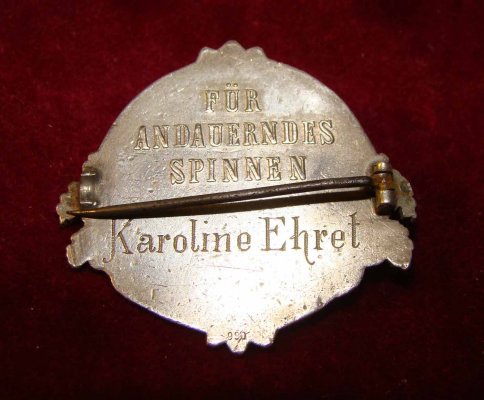 FÜR
ANDAUERNDES
SPINNEN
Karoline Ehret